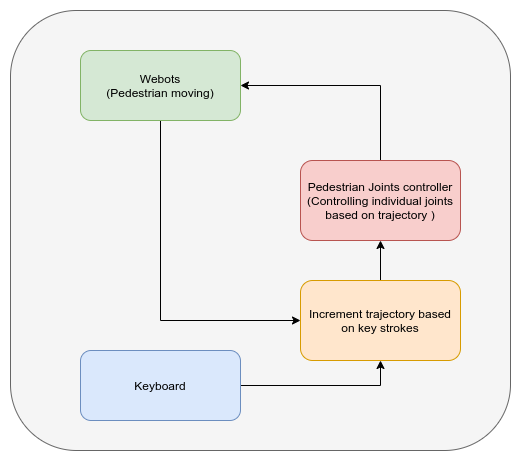 Webots
(Pedestrian moving)
Pedestrian Joints controller
(Controlling individual joints
based on trajectory )
Increment trajectory based
on key strokes
Keyboard